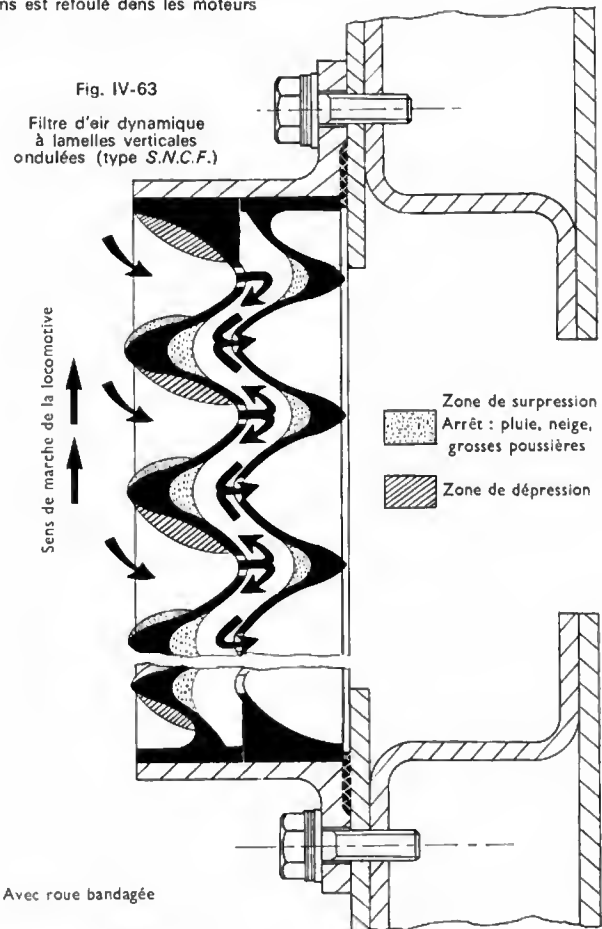 ns est refoulé dans les moteurs
Fig. IV-63
Filtre d'eir dynamique
à lamelles verticales
ondulées (type S.N.C.F.)
Sens de marche de la locomotive
Zone de surpression
Arrêt : pluie, neige,
grosses poussières
Zone de dépression
Avec roue bandagée